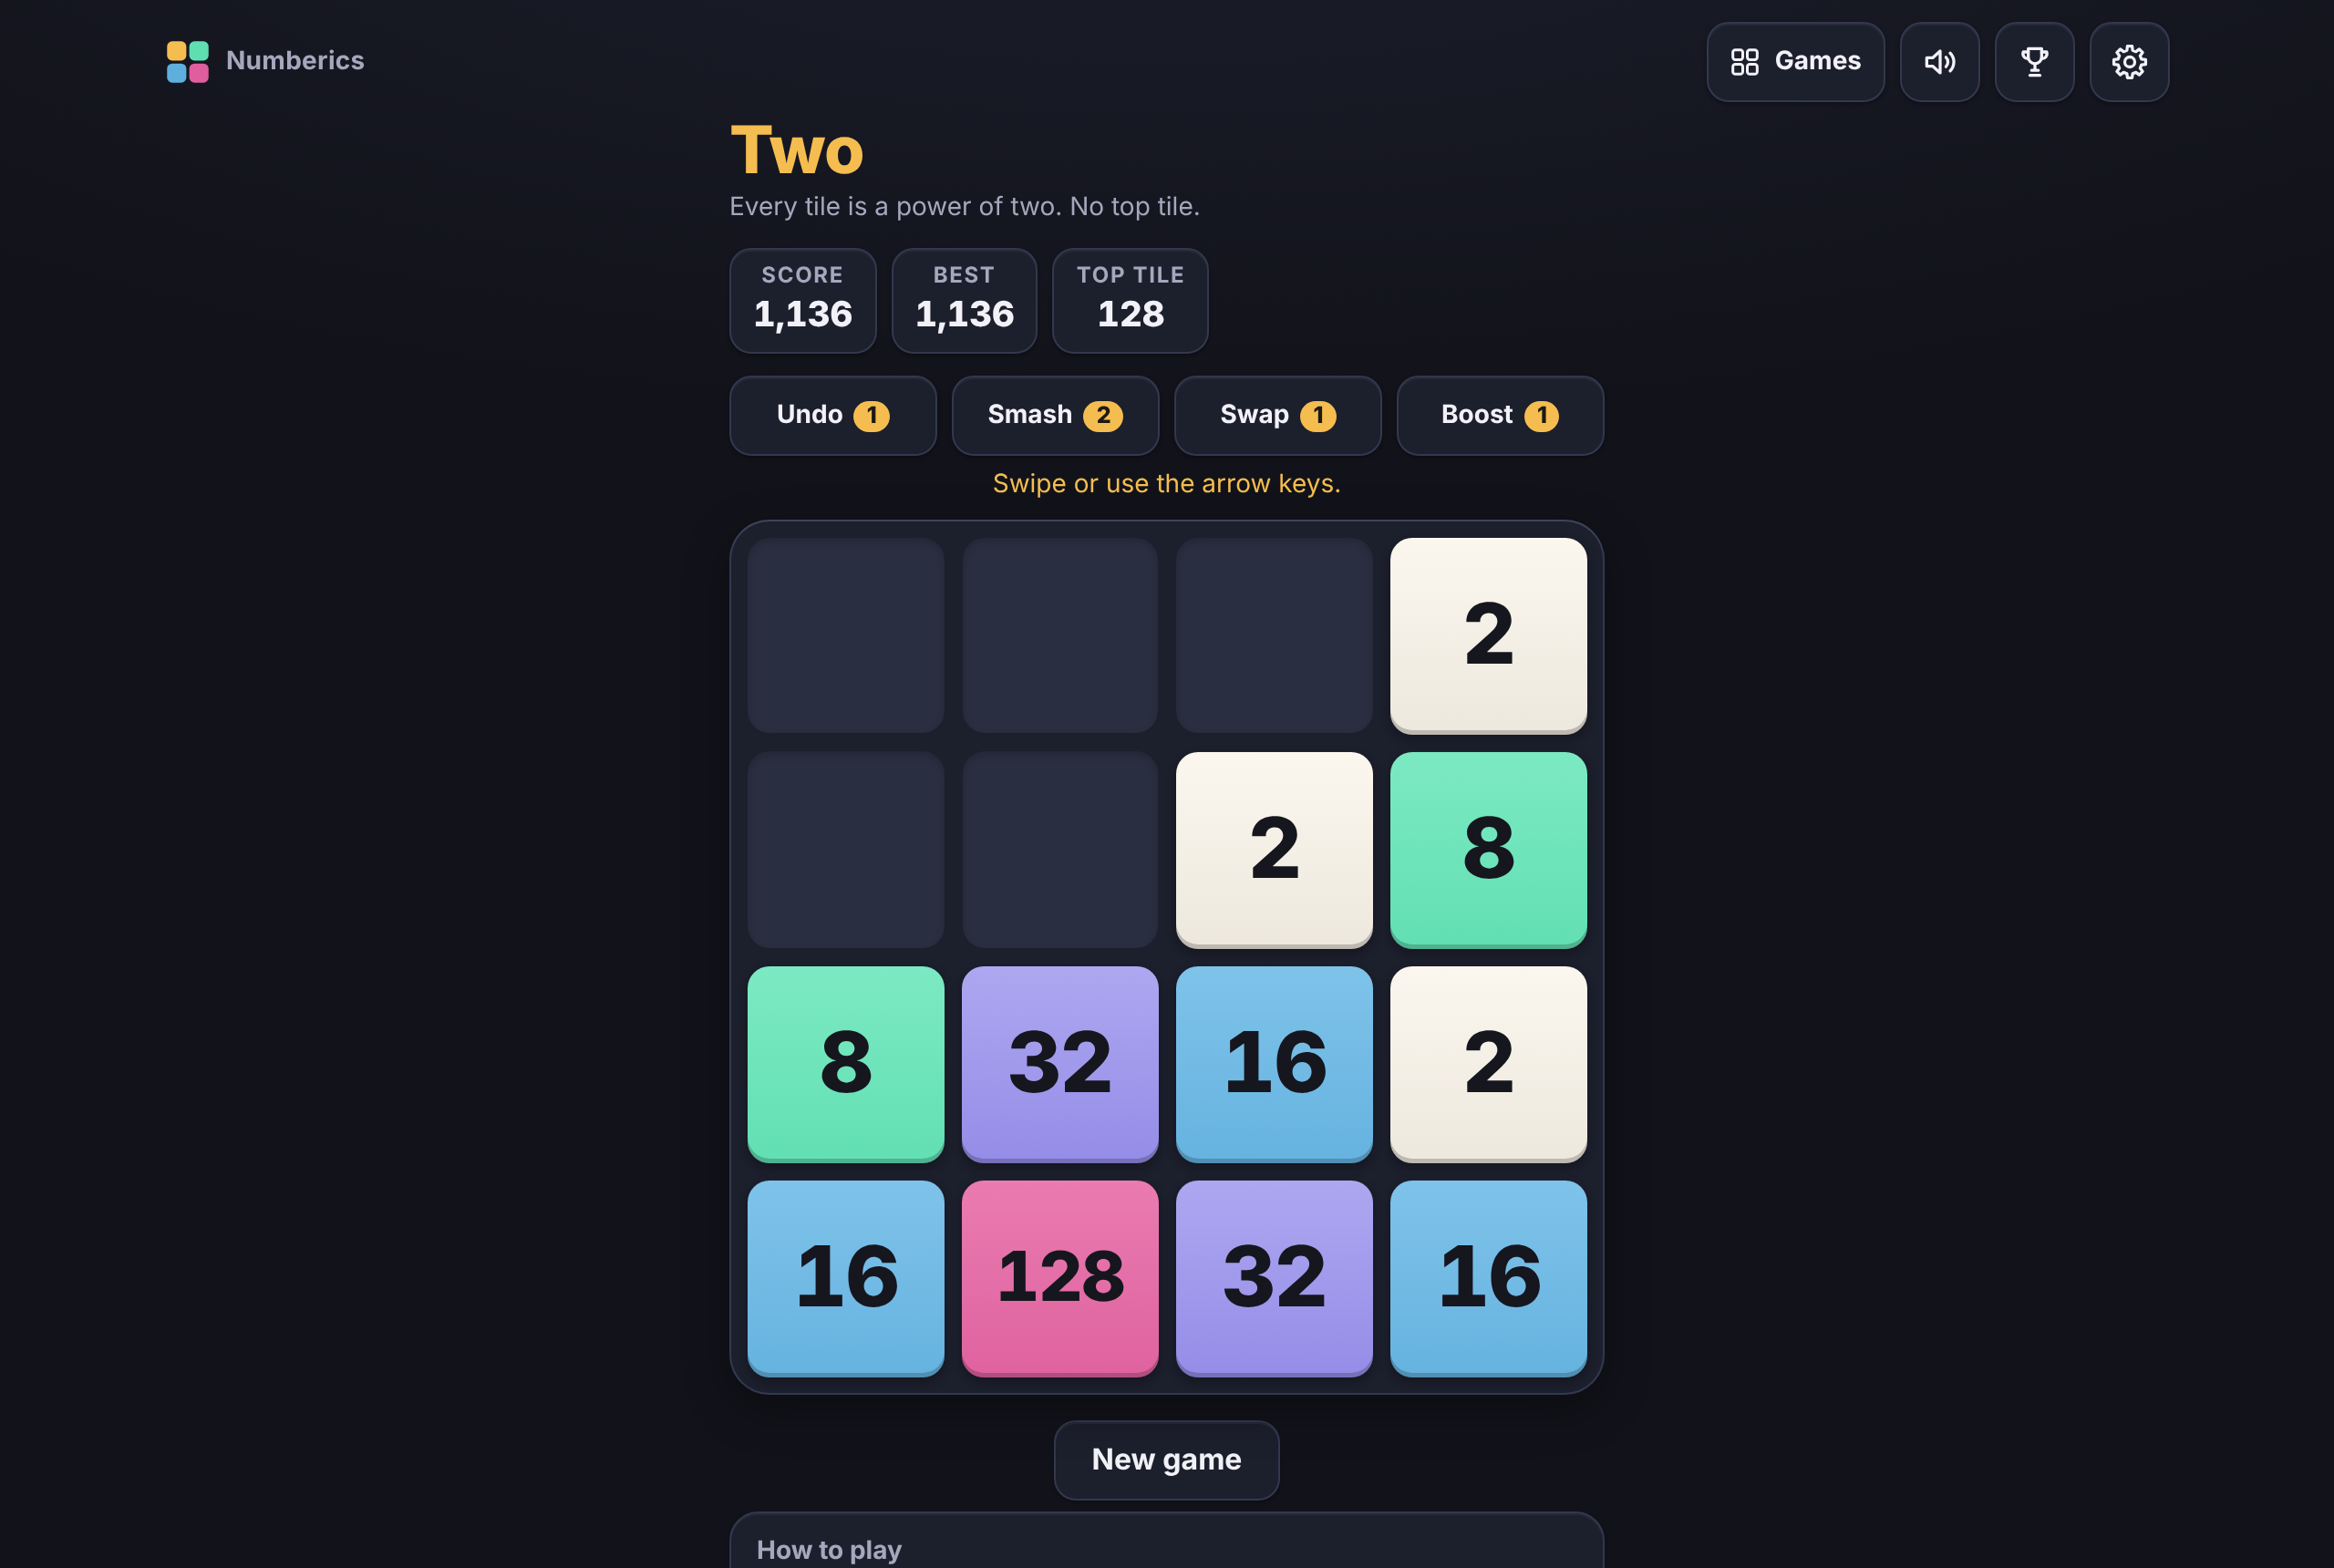 Numberics
Games
Two
Every tile is a power of two. No top tile.
SCORE
1,136
BEST
1,136
TOP TILE
128
Undo 1
Smash 2
Swap 1
Boost 1
Swipe or use the arrow keys.
2
2 8
8 32 16 2
16 128 32 16
New game
How to play